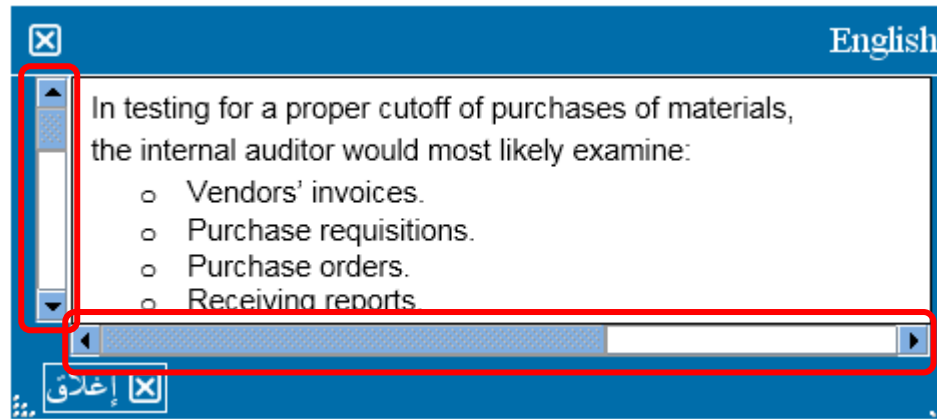 English
In testing for a proper cutoff of purchases of materials,
the internal auditor would most likely examine:
o Vendors’ invoices.
o Purchase requisitions.
o Purchase orders.
o Receiving reports.
إغلاق